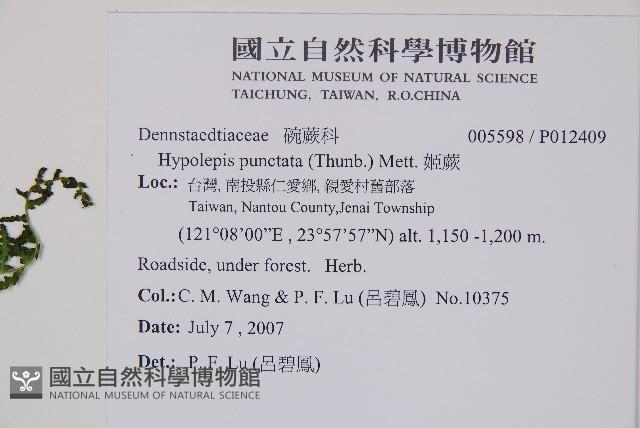 國立自然科學博物館
NATIONAL MUSEUM OF NATURAL SCIENCE
TAICHUNG, TAIWAN, R.O.CHINA
Dennstaedtiaceae 碗蕨科 005598 / P012409
Hypolepis punctata (Thunb.) Mett. 姬蕨
Loc.: 台灣, 南投縣仁愛鄉, 親愛村舊部落
Taiwan, Nantou County,Jenai Township
(121°08’00”E , 23°57’57”N) alt. 1,150 -1,200 m.
Roadside, under forest. Herb.
Col.: C. M. Wang & P. F. Lu (呂碧鳳) No.10375
Date: July 7 , 2007
Det.: P. F. Lu (呂碧鳳)
國立自然科學博物館
NATIONAL MUSEUM OF NATURAL SCIENCE